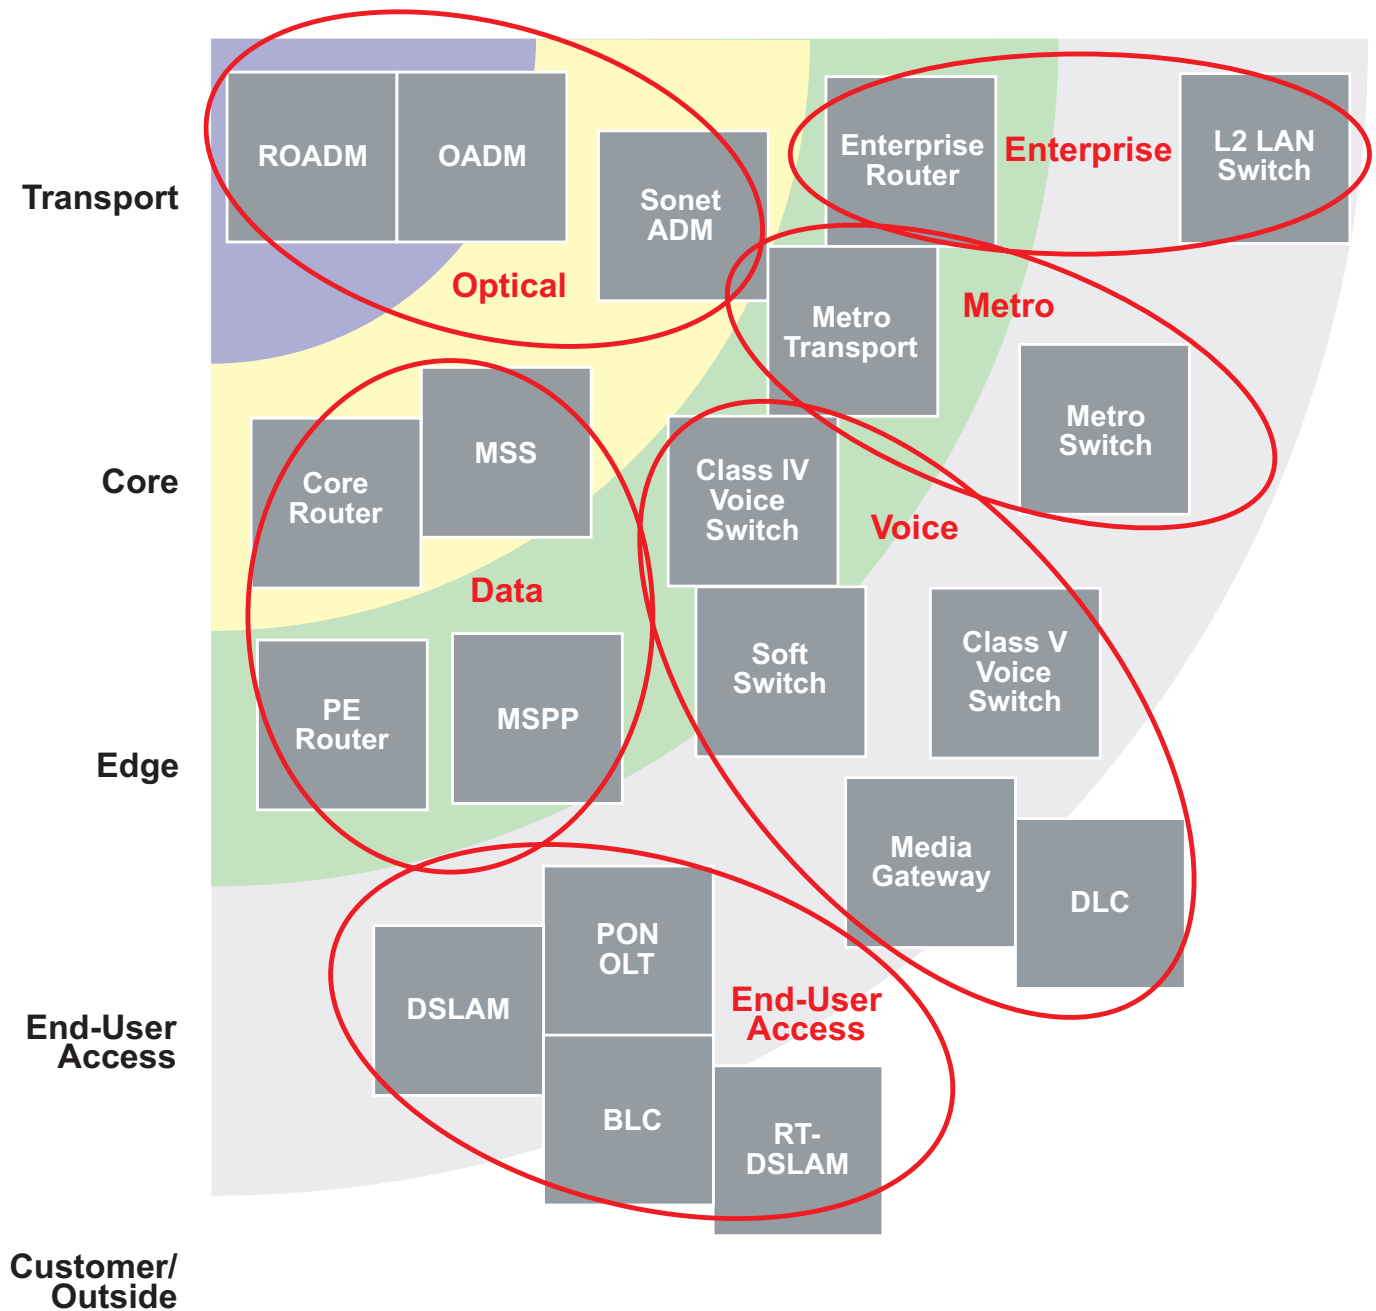 Transport
ROADM
OADM
Sonet
ADM
Optical
Enterprise
Router
Enterprise
L2 LAN
Switch
Metro
Transport
Metro
Metro
Switch
Core
Core
Router
MSS
Data
Class IV
Voice
Switch
Voice
Edge
PE
Router
MSPP
Soft
Switch
Class V
Voice
Switch
Media
Gateway
DLC
End-User
Access
DSLAM
PON
OLT
End-User
Access
BLC
RT-
DSLAM
Customer/
Outside